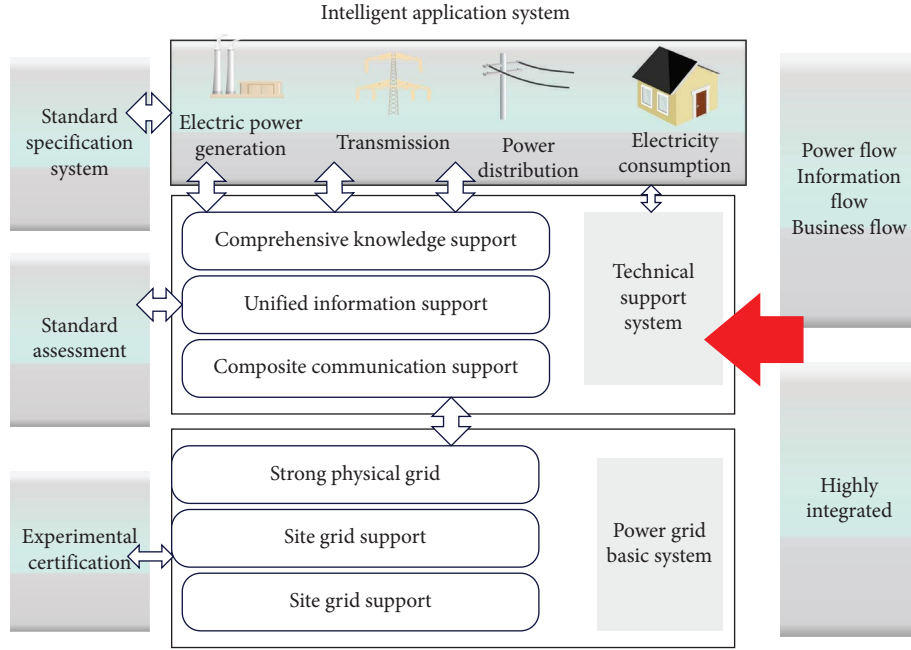 Intelligent application system
Standard
specification
system
Electric power
generation
Transmission
Power
distribution
Electricity
consumption
Power flow
Information
flow
Business flow
Comprehensive knowledge support
Unified information support
Composite communication support
Technical
support
system
Standard
assessment
Highly
integrated
Experimental
certification
Strong physical grid
Site grid support
Site grid support
Power grid
basic system